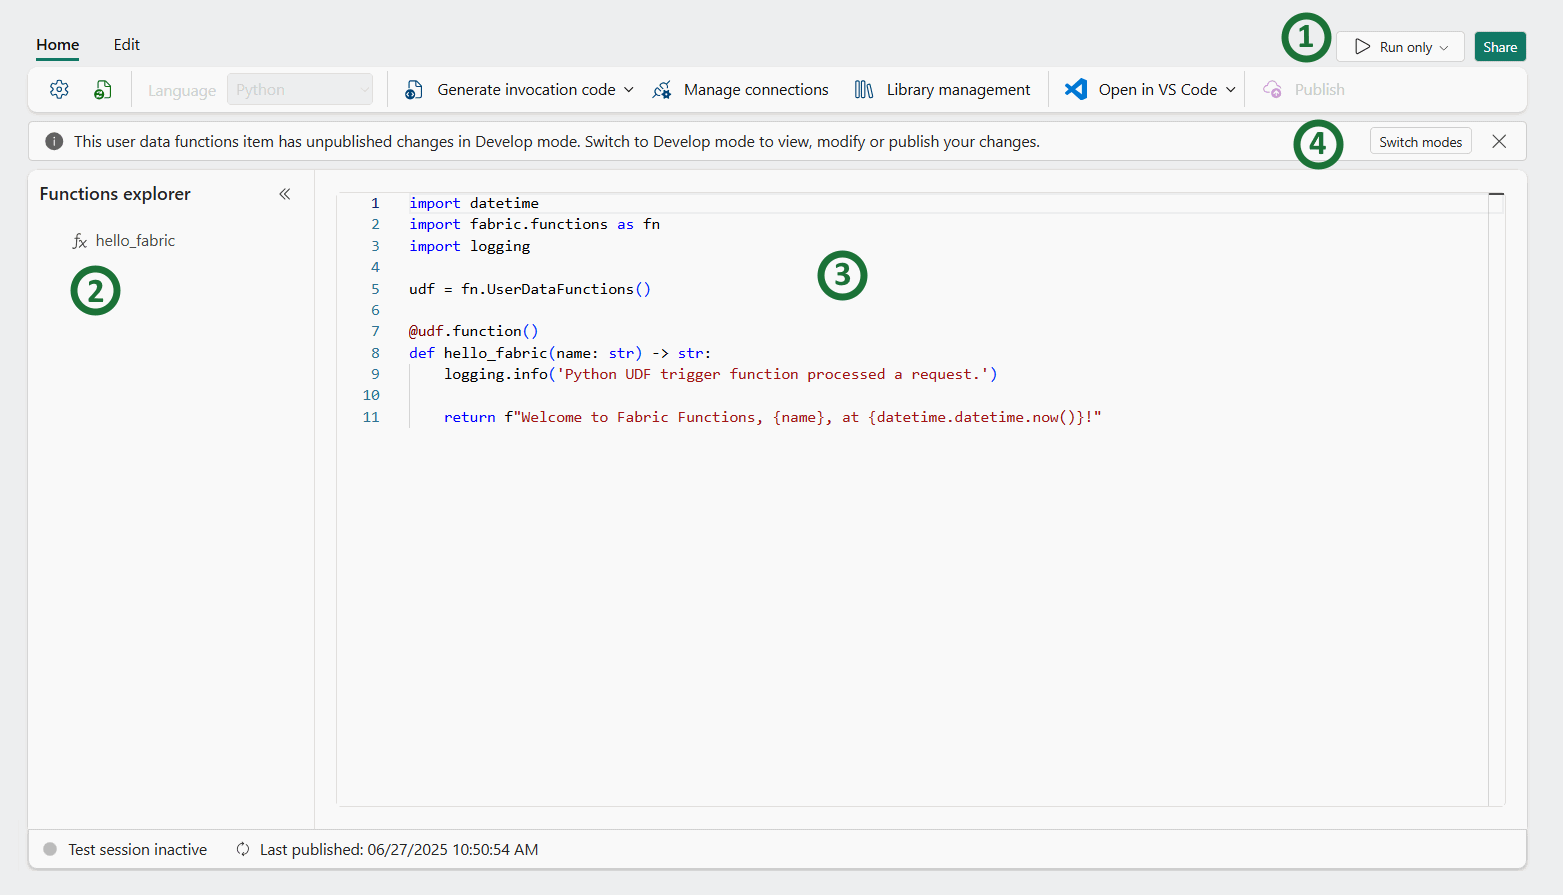 Home Edit 1 Run only Share
Language Python Generate invocation code Manage connections Library management Open in VS Code Publish
This user data functions item has unpublished changes in Develop mode. Switch to Develop mode to view, modify or publish your changes. 4 Switch modes
Functions explorer
hello_fabric
2
1 import datetime
2 import fabric.functions as fn
3 import logging
4
5 udf = fn.UserDataFunctions()
6
7 @udf.function()
8 def hello_fabric(name: str) -> str:
9 logging.info('Python UDF trigger function processed a request.')
10
11 return f"Welcome to Fabric Functions, {name}, at {datetime.datetime.now()}!"
3
Test session inactive Last published: 06/27/2025 10:50:54 AM